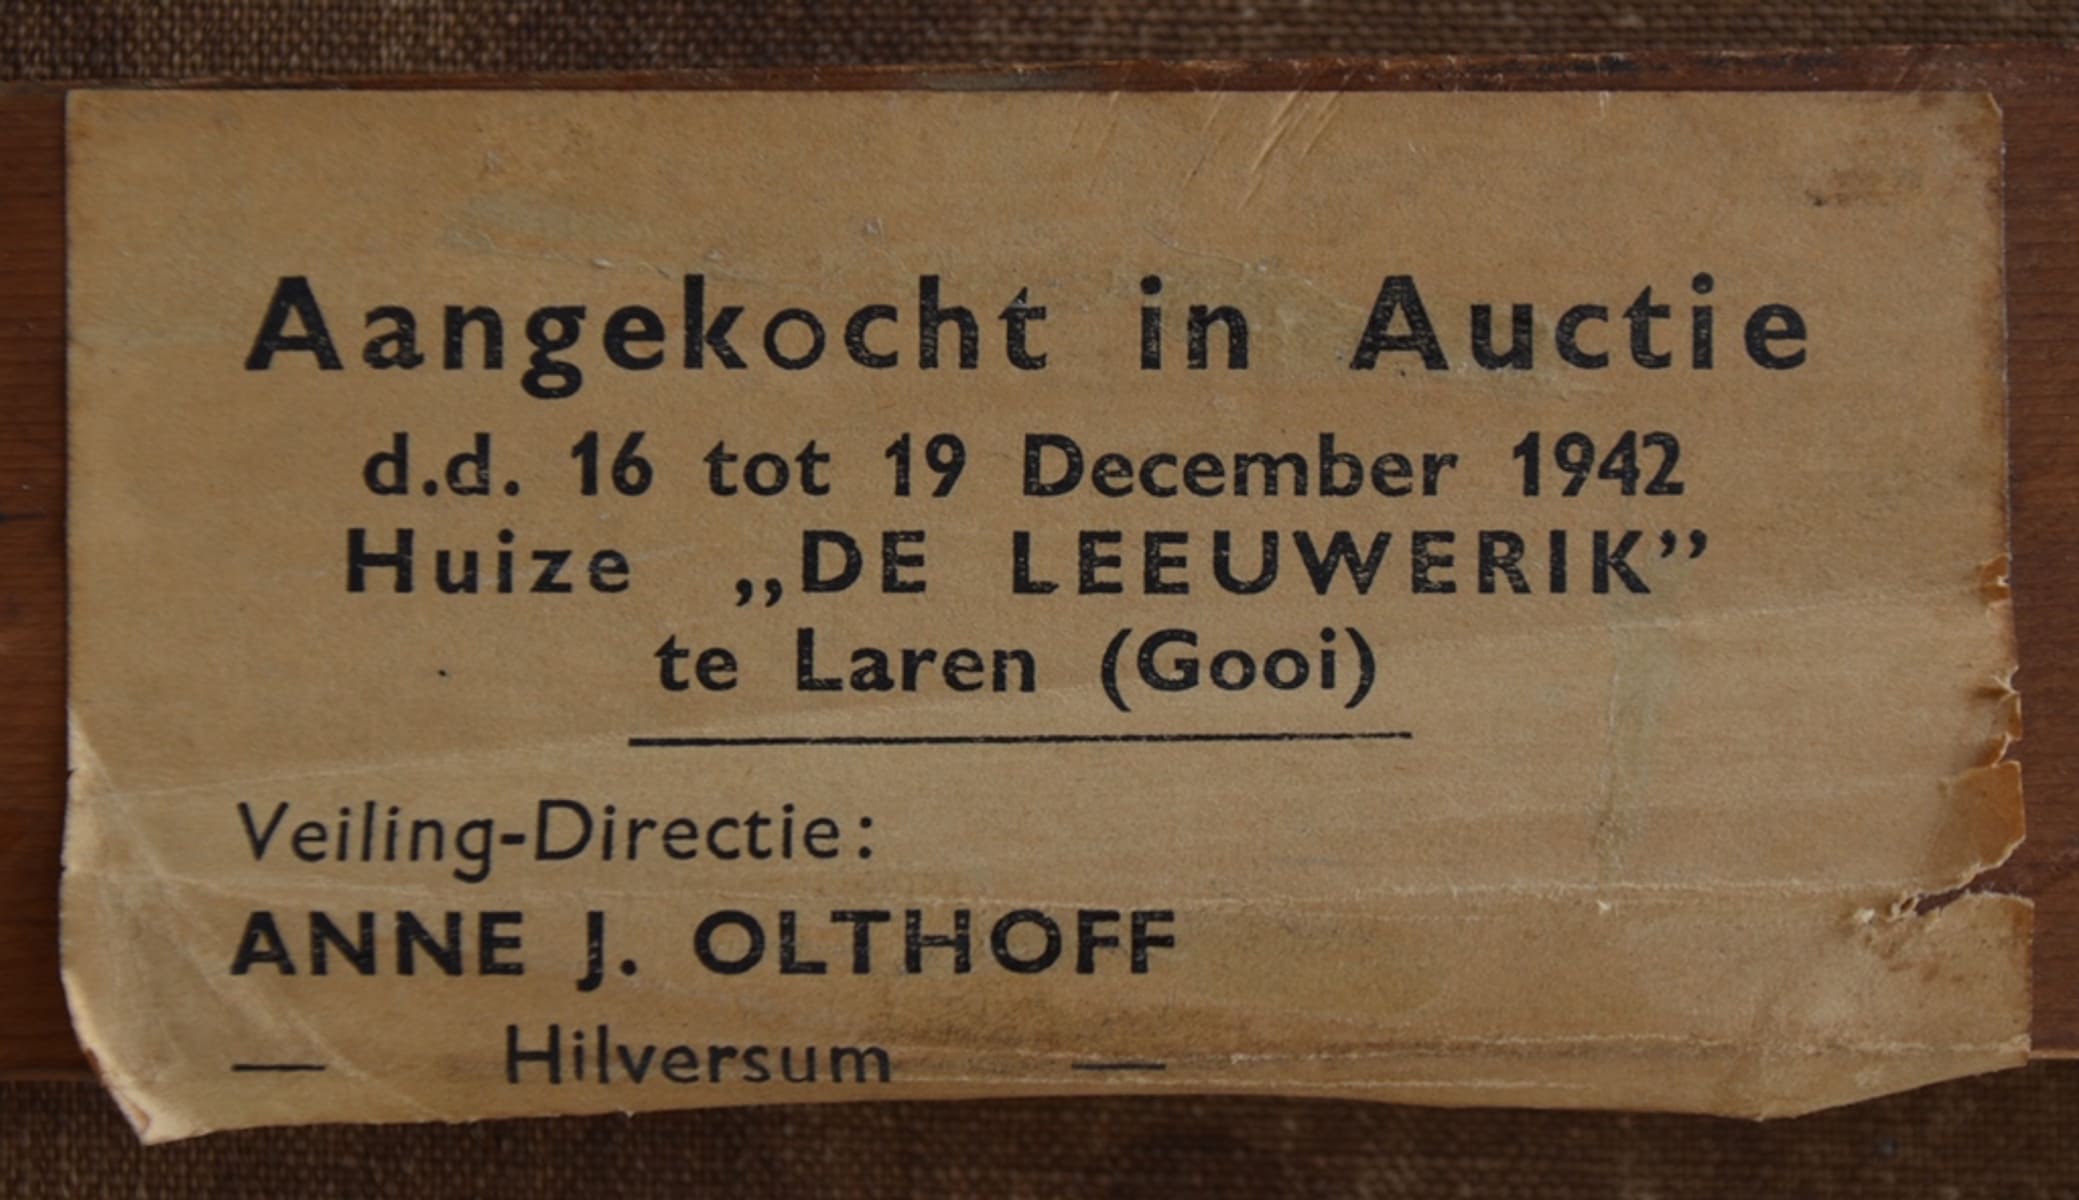 Aangekocht in Auctie
d.d. 16 tot 19 December 1942
Huize „DE LEEUWERIK”
te Laren (Gooi)
Veiling-Directie:
ANNE J. OLTHOFF
— Hilversum —